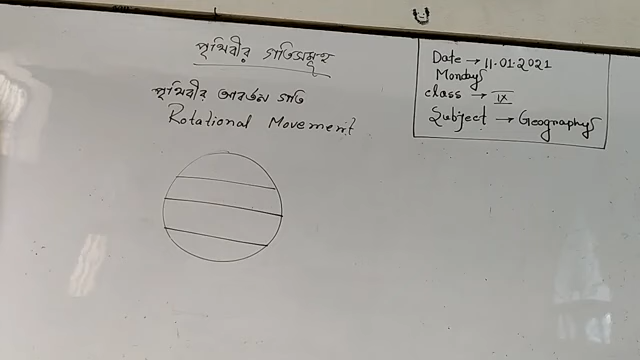 পৃথিবীর গতিসমূহ
পৃথিবীর আবর্তন গতি
Rotational Movement
Date → 11.01.2021
Monday
class → IX
Subject → Geography